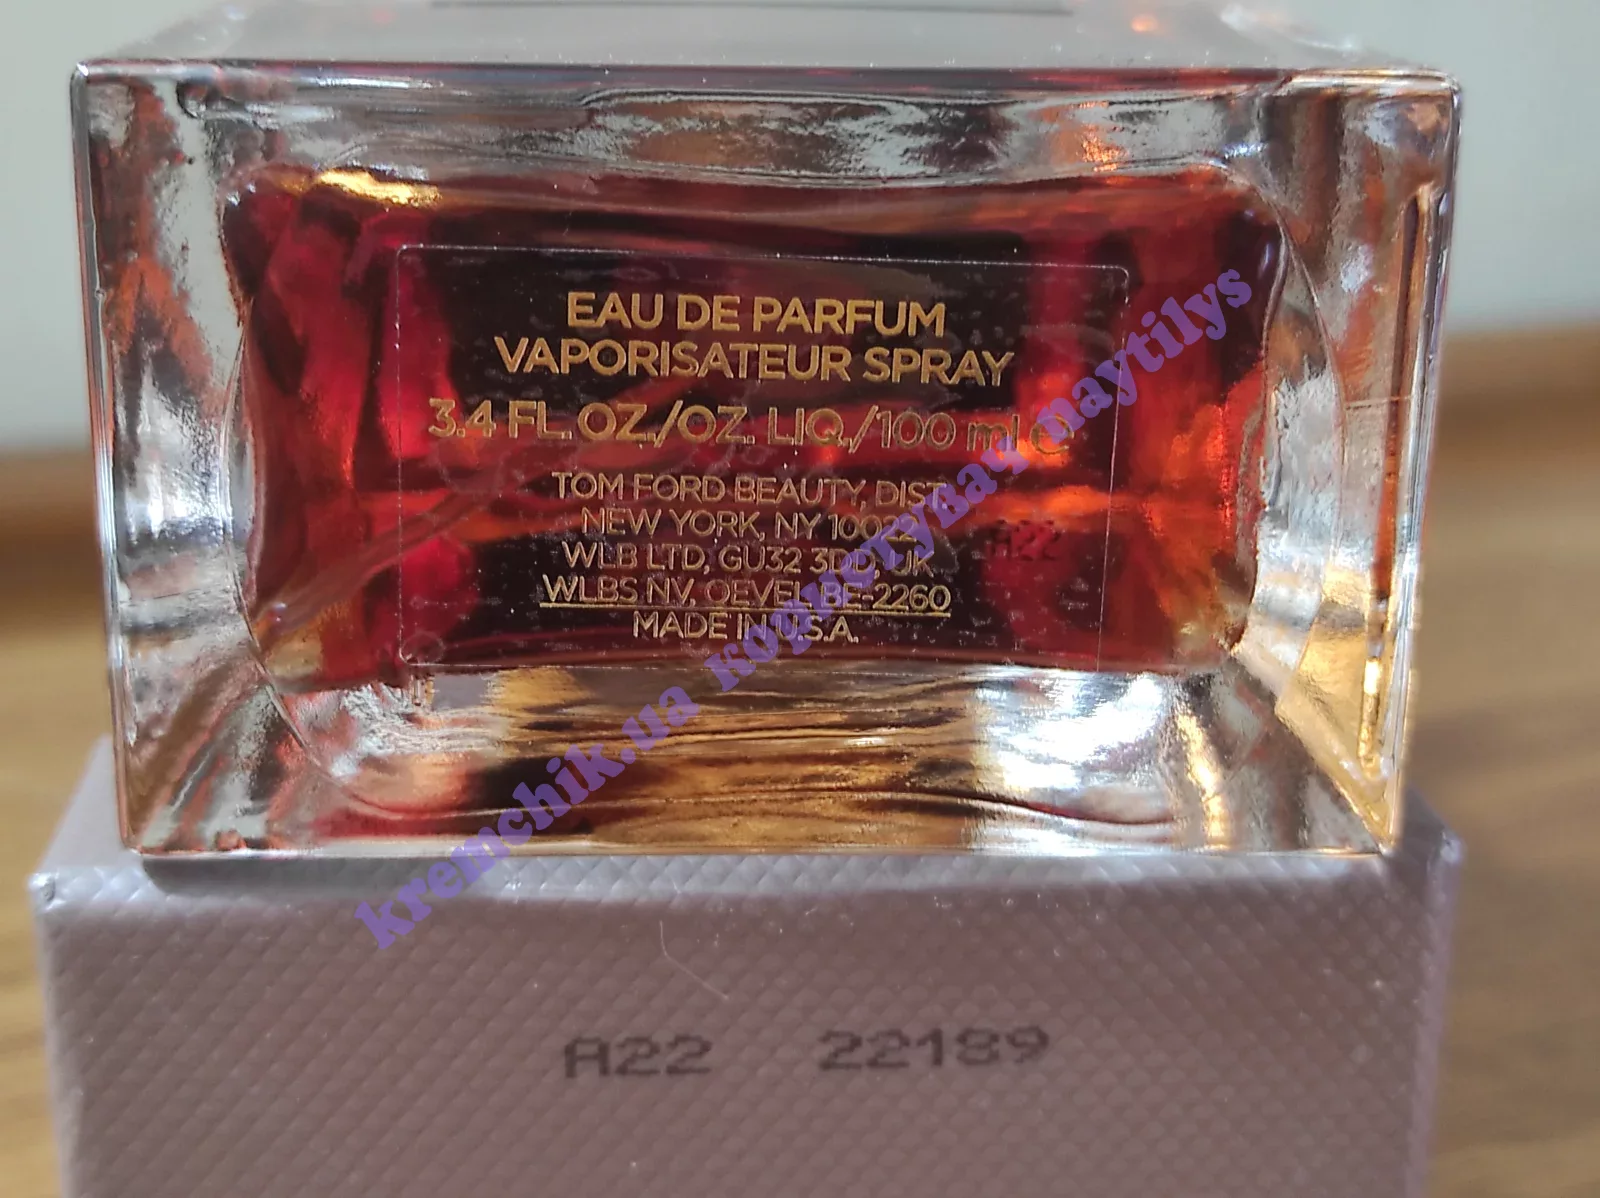 EAU DE PARFUM
VAPORISATEUR SPRAY
3.4 FL. OZ./OZ. LIQ./100 ml ℮
TOM FORD BEAUTY, DIST.
NEW YORK, NY 10022
WLB LTD, GU32 3DD UK
WLBS NV, OEVEL BE-2260
MADE IN U.S.A.
A22
kremchik.ua кориstyнач naytilys
A22 22189